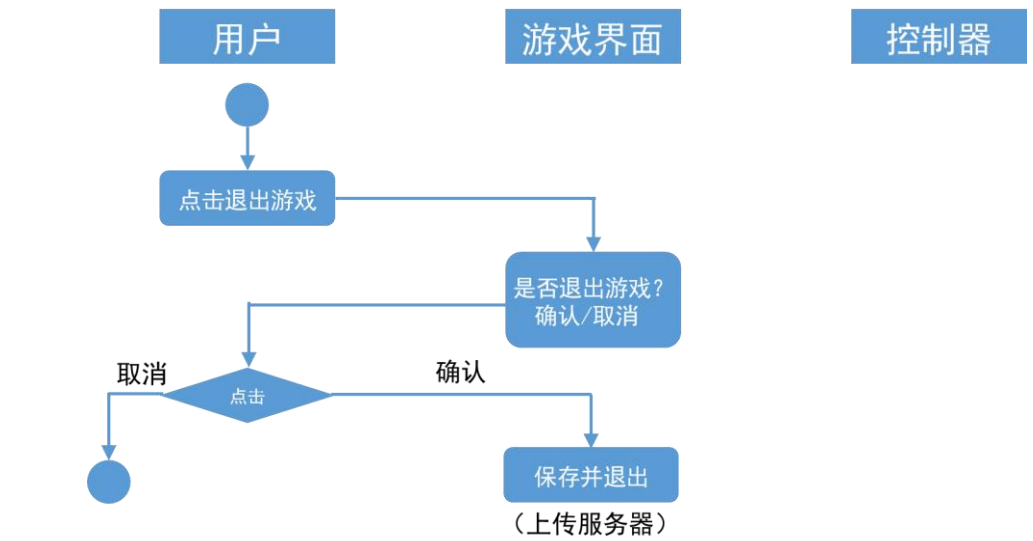 用户
游戏界面
控制器
点击退出游戏
是否退出游戏?
确认/取消
取消
确认
点击
保存并退出
（上传服务器）